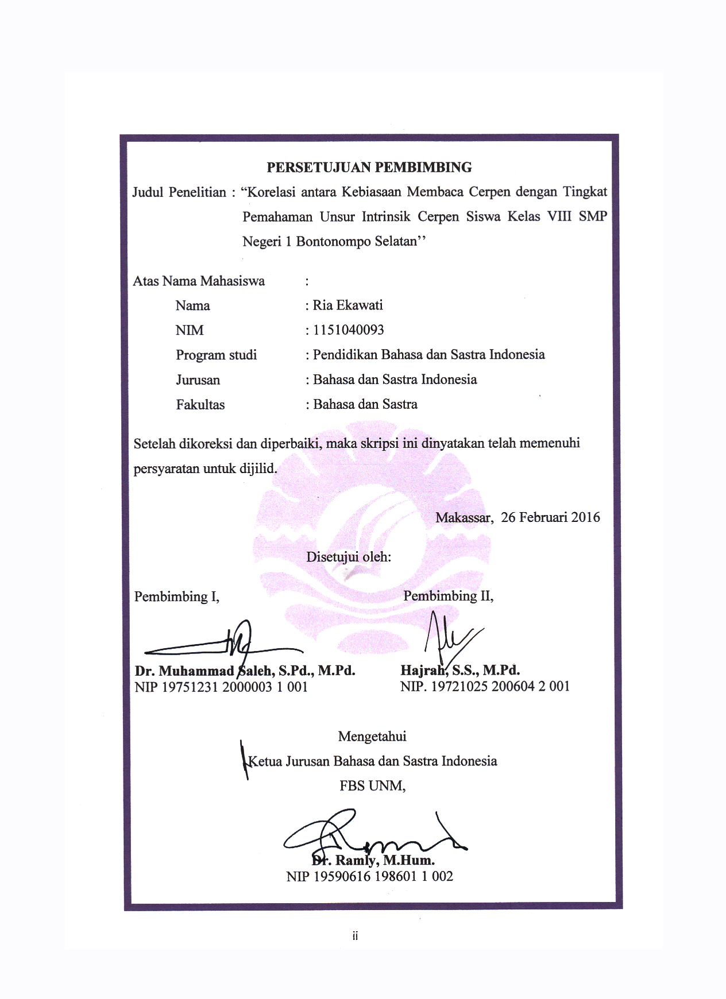 PERSETUJUAN PEMBIMBING
Judul Penelitian : “Korelasi antara Kebiasaan Membaca Cerpen dengan Tingkat
Pemahaman Unsur Intrinsik Cerpen Siswa Kelas VIII SMP
Negeri 1 Bontonompo Selatan’’
Atas Nama Mahasiswa :
Nama : Ria Ekawati
NIM : 1151040093
Program studi : Pendidikan Bahasa dan Sastra Indonesia
Jurusan : Bahasa dan Sastra Indonesia
Fakultas : Bahasa dan Sastra
Setelah dikoreksi dan diperbaiki, maka skripsi ini dinyatakan telah memenuhi
persyaratan untuk dijilid.
Makassar, 26 Februari 2016
Disetujui oleh:
Pembimbing I, Pembimbing II,
Dr. Muhammad Saleh, S.Pd., M.Pd. Hajrah, S.S., M.Pd.
NIP 19751231 2000003 1 001 NIP. 19721025 200604 2 001
Mengetahui
Ketua Jurusan Bahasa dan Sastra Indonesia
FBS UNM,
Dr. Ramly, M.Hum.
NIP 19590616 198601 1 002
ii